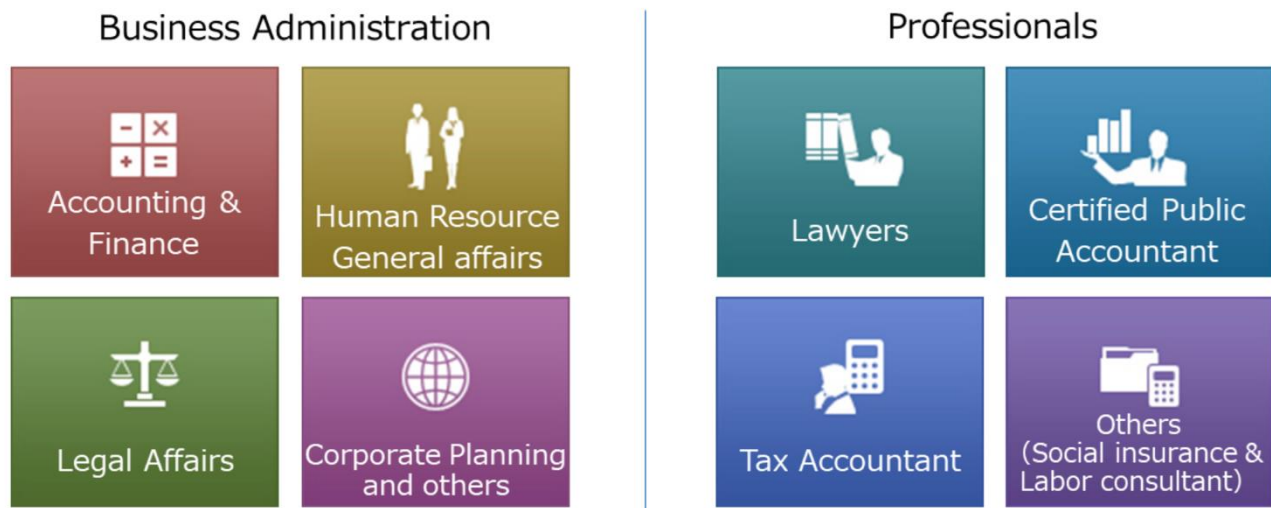 Business Administration
Accounting &
Finance
Human Resource
General affairs
Legal Affairs
Corporate Planning
and others
Professionals
Lawyers
Certified Public
Accountant
Tax Accountant
Others
(Social insurance &
Labor consultant)